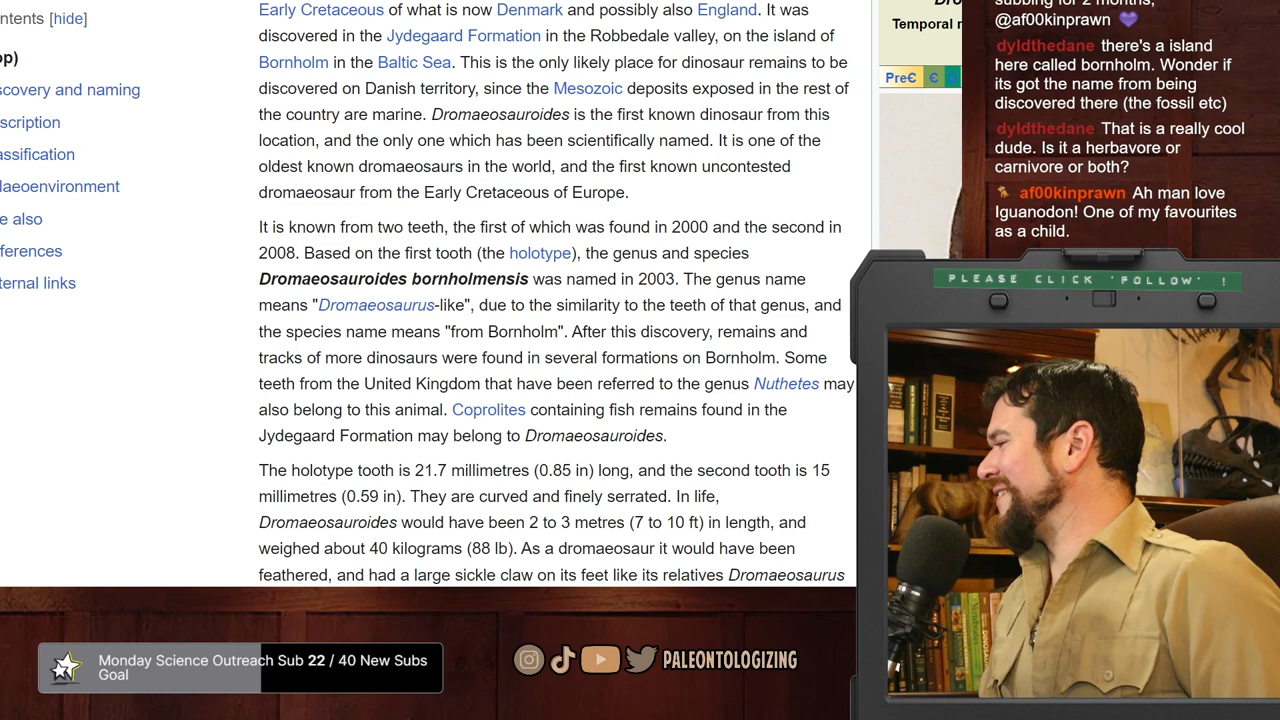 ntents [hide]
op)
scovery and naming
scription
assification
laeoenvironment
e also
ferences
ternal links
Early Cretaceous of what is now Denmark and possibly also England. It was
discovered in the Jydegaard Formation in the Robbedale valley, on the island of
Bornholm in the Baltic Sea. This is the only likely place for dinosaur remains to be
discovered on Danish territory, since the Mesozoic deposits exposed in the rest of
the country are marine. Dromaeosauroides is the first known dinosaur from this
location, and the only one which has been scientifically named. It is one of the
oldest known dromaeosaurs in the world, and the first known uncontested
dromaeosaur from the Early Cretaceous of Europe.
It is known from two teeth, the first of which was found in 2000 and the second in
2008. Based on the first tooth (the holotype), the genus and species
Dromaeosauroides bornholmensis was named in 2003. The genus name
means "Dromaeosaurus-like", due to the similarity to the teeth of that genus, and
the species name means "from Bornholm". After this discovery, remains and
tracks of more dinosaurs were found in several formations on Bornholm. Some
teeth from the United Kingdom that have been referred to the genus Nuthetes may
also belong to this animal. Coprolites containing fish remains found in the
Jydegaard Formation may belong to Dromaeosauroides.
The holotype tooth is 21.7 millimetres (0.85 in) long, and the second tooth is 15
millimetres (0.59 in). They are curved and finely serrated. In life,
Dromaeosauroides would have been 2 to 3 metres (7 to 10 ft) in length, and
weighed about 40 kilograms (88 lb). As a dromaeosaur it would have been
feathered, and had a large sickle claw on its feet like its relatives Dromaeosaurus
Temporal r
PreꞒ Ꞓ
subbing for 2 months,
@af00kinprawn 💜
dyldthedane there's a island
here called bornholm. Wonder if
its got the name from being
discovered there (the fossil etc)
dyldthedane That is a really cool
dude. Is it a herbavore or
carnivore or both?
af00kinprawn Ah man love
Iguanodon! One of my favourites
as a child.
PLEASE CLICK 'FOLLOW' !
Monday Science Outreach Sub 22 / 40 New Subs
Goal
PALEONTOLOGIZING